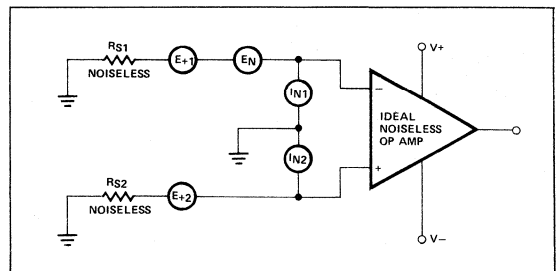 RS1
NOISELESS
E+1
EN
IN1
IN2
V+
−
IDEAL
NOISELESS
OP AMP
+
RS2
NOISELESS
E+2
V−